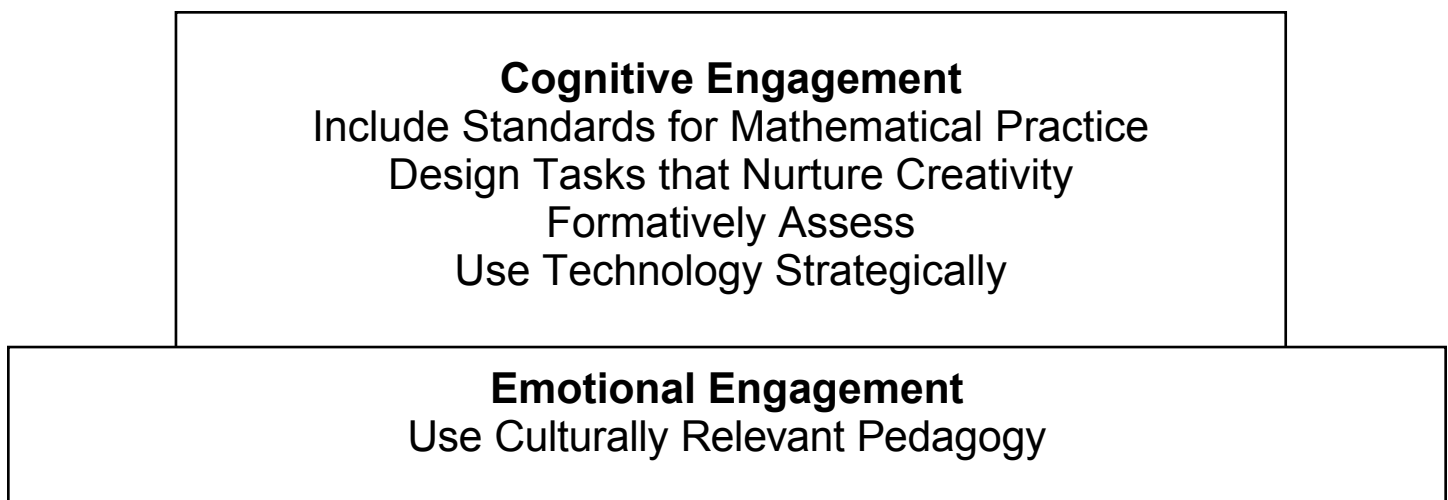 Cognitive Engagement
Include Standards for Mathematical Practice
Design Tasks that Nurture Creativity
Formatively Assess
Use Technology Strategically
Emotional Engagement
Use Culturally Relevant Pedagogy